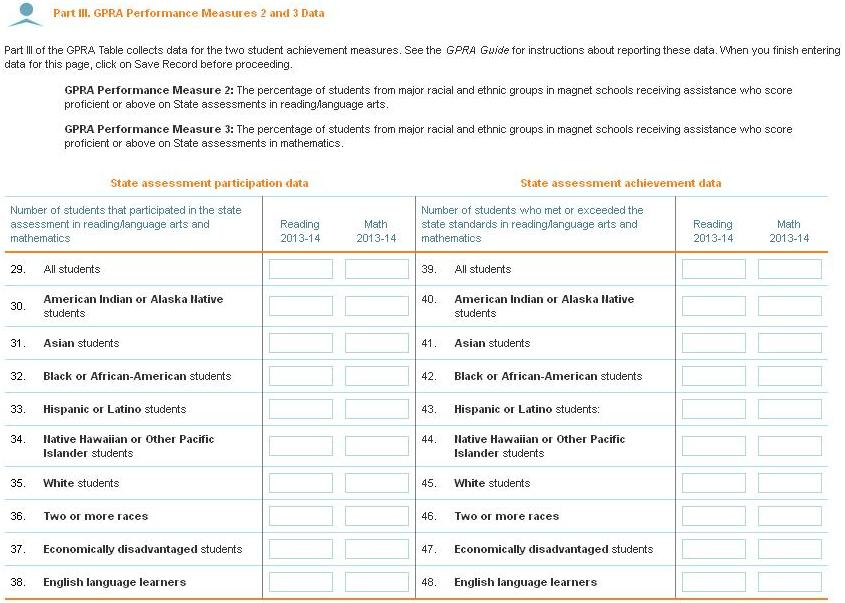 Part III. GPRA Performance Measures 2 and 3 Data
Part III of the GPRA Table collects data for the two student achievement measures. See the GPRA Guide for instructions about reporting these data. When you finish entering
data for this page, click on Save Record before proceeding.
GPRA Performance Measure 2: The percentage of students from major racial and ethnic groups in magnet schools receiving assistance who score
proficient or above on State assessments in reading/language arts.
GPRA Performance Measure 3: The percentage of students from major racial and ethnic groups in magnet schools receiving assistance who score
proficient or above on State assessments in mathematics.
State assessment participation data
Number of students that participated in the state
assessment in reading/language arts and
mathematics
Reading
2013-14
Math
2013-14
29. All students
30. American Indian or Alaska Native
students
31. Asian students
32. Black or African-American students
33. Hispanic or Latino students
34. Native Hawaiian or Other Pacific
Islander students
35. White students
36. Two or more races
37. Economically disadvantaged students
38. English language learners
State assessment achievement data
Number of students who met or exceeded the
state standards in reading/language arts and
mathematics
Reading
2013-14
Math
2013-14
39. All students
40. American Indian or Alaska Native
students
41. Asian students
42. Black or African-American students
43. Hispanic or Latino students:
44. Native Hawaiian or Other Pacific
Islander students
45. White students
46. Two or more races
47. Economically disadvantaged students
48. English language learners